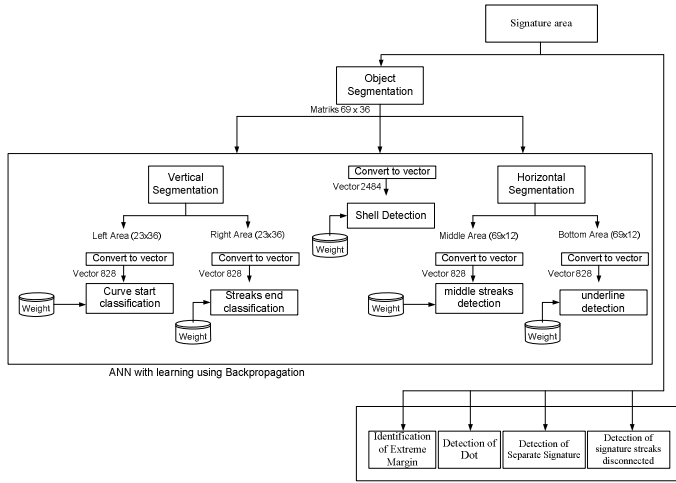 Signature area
Object
Segmentation
Matriks 69 x 36
Vertical
Segmentation
Convert to vector
Vector 2484
Shell Detection
Weight
Horizontal
Segmentation
Left Area (23x36)
Right Area (23x36)
Middle Area (69x12)
Bottom Area (69x12)
Convert to vector
Convert to vector
Convert to vector
Convert to vector
Vector 828
Vector 828
Vector 828
Vector 828
Weight
Curve start
classification
Weight
Streaks end
classification
Weight
middle streaks
detection
Weight
underline
detection
ANN with learning using Backpropagation
Identification
of Extreme
Margin
Detection of
Dot
Detection of
Separate Signature
Detection of
signature streaks
disconnected